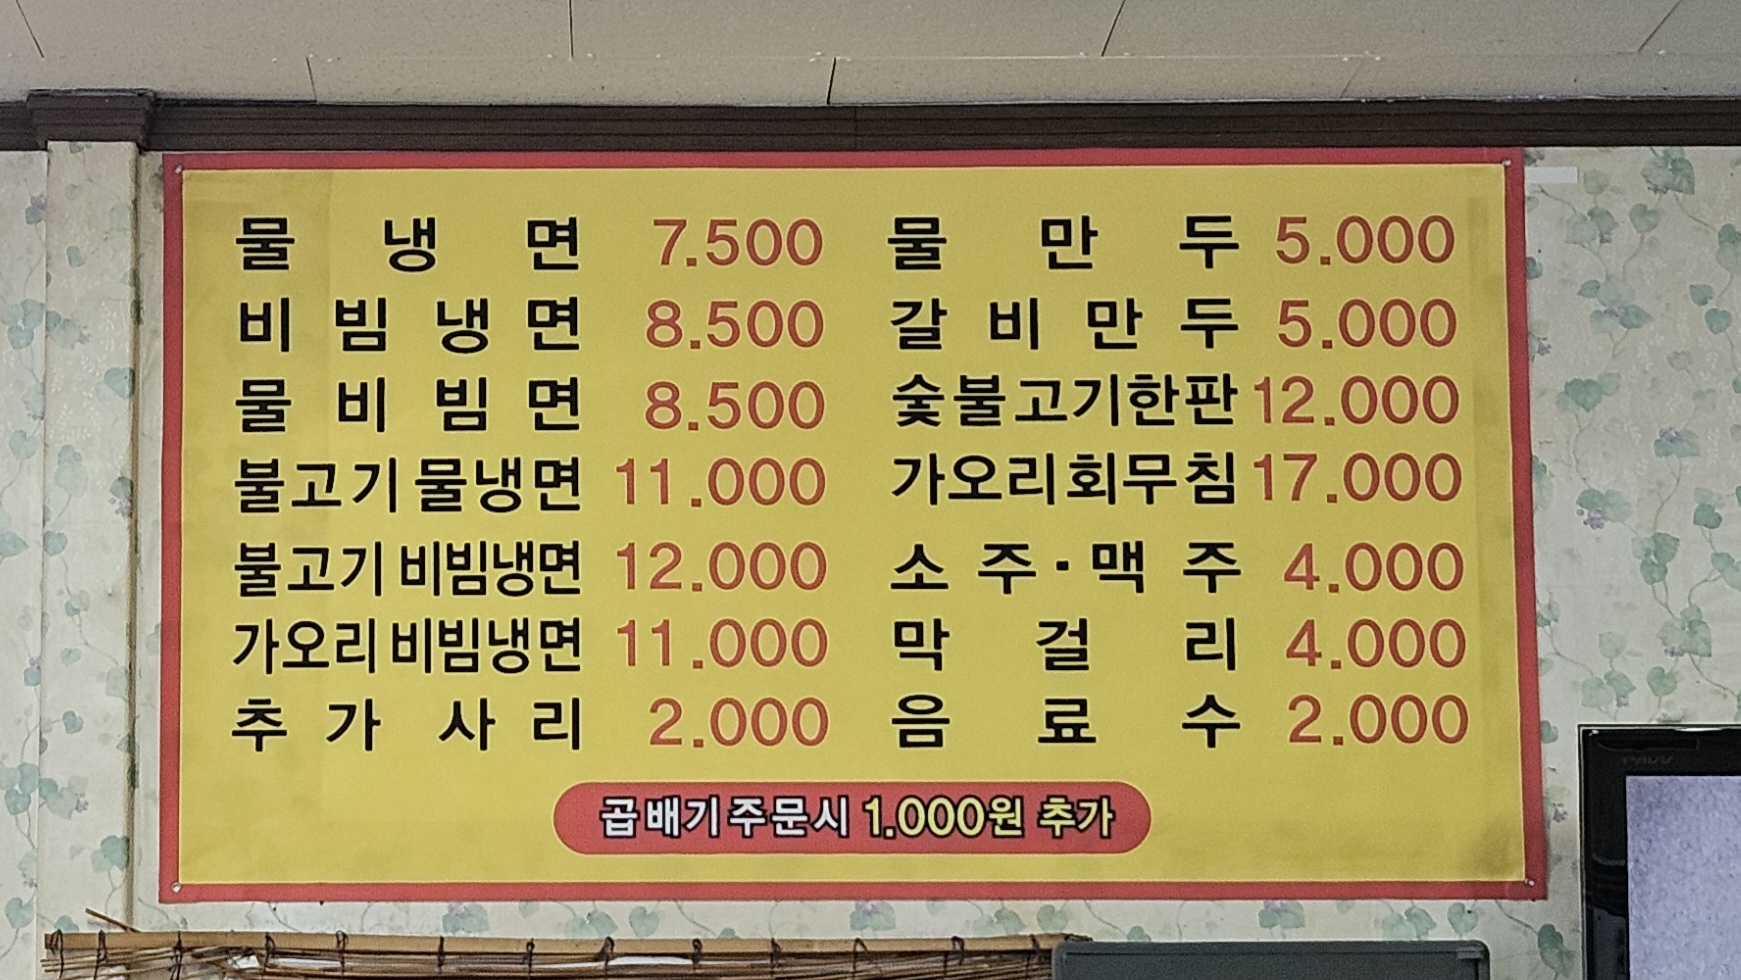 물냉면 7.500
비빔냉면 8.500
물비빔면 8.500
불고기 물냉면 11.000
불고기 비빔냉면 12.000
가오리 비빔냉면 11.000
추가사리 2.000
물만두 5.000
갈비만두 5.000
숯불고기한판 12.000
가오리회무침 17.000
소주·맥주 4.000
막걸리 4.000
음료수 2.000
곱배기 주문시 1.000원 추가